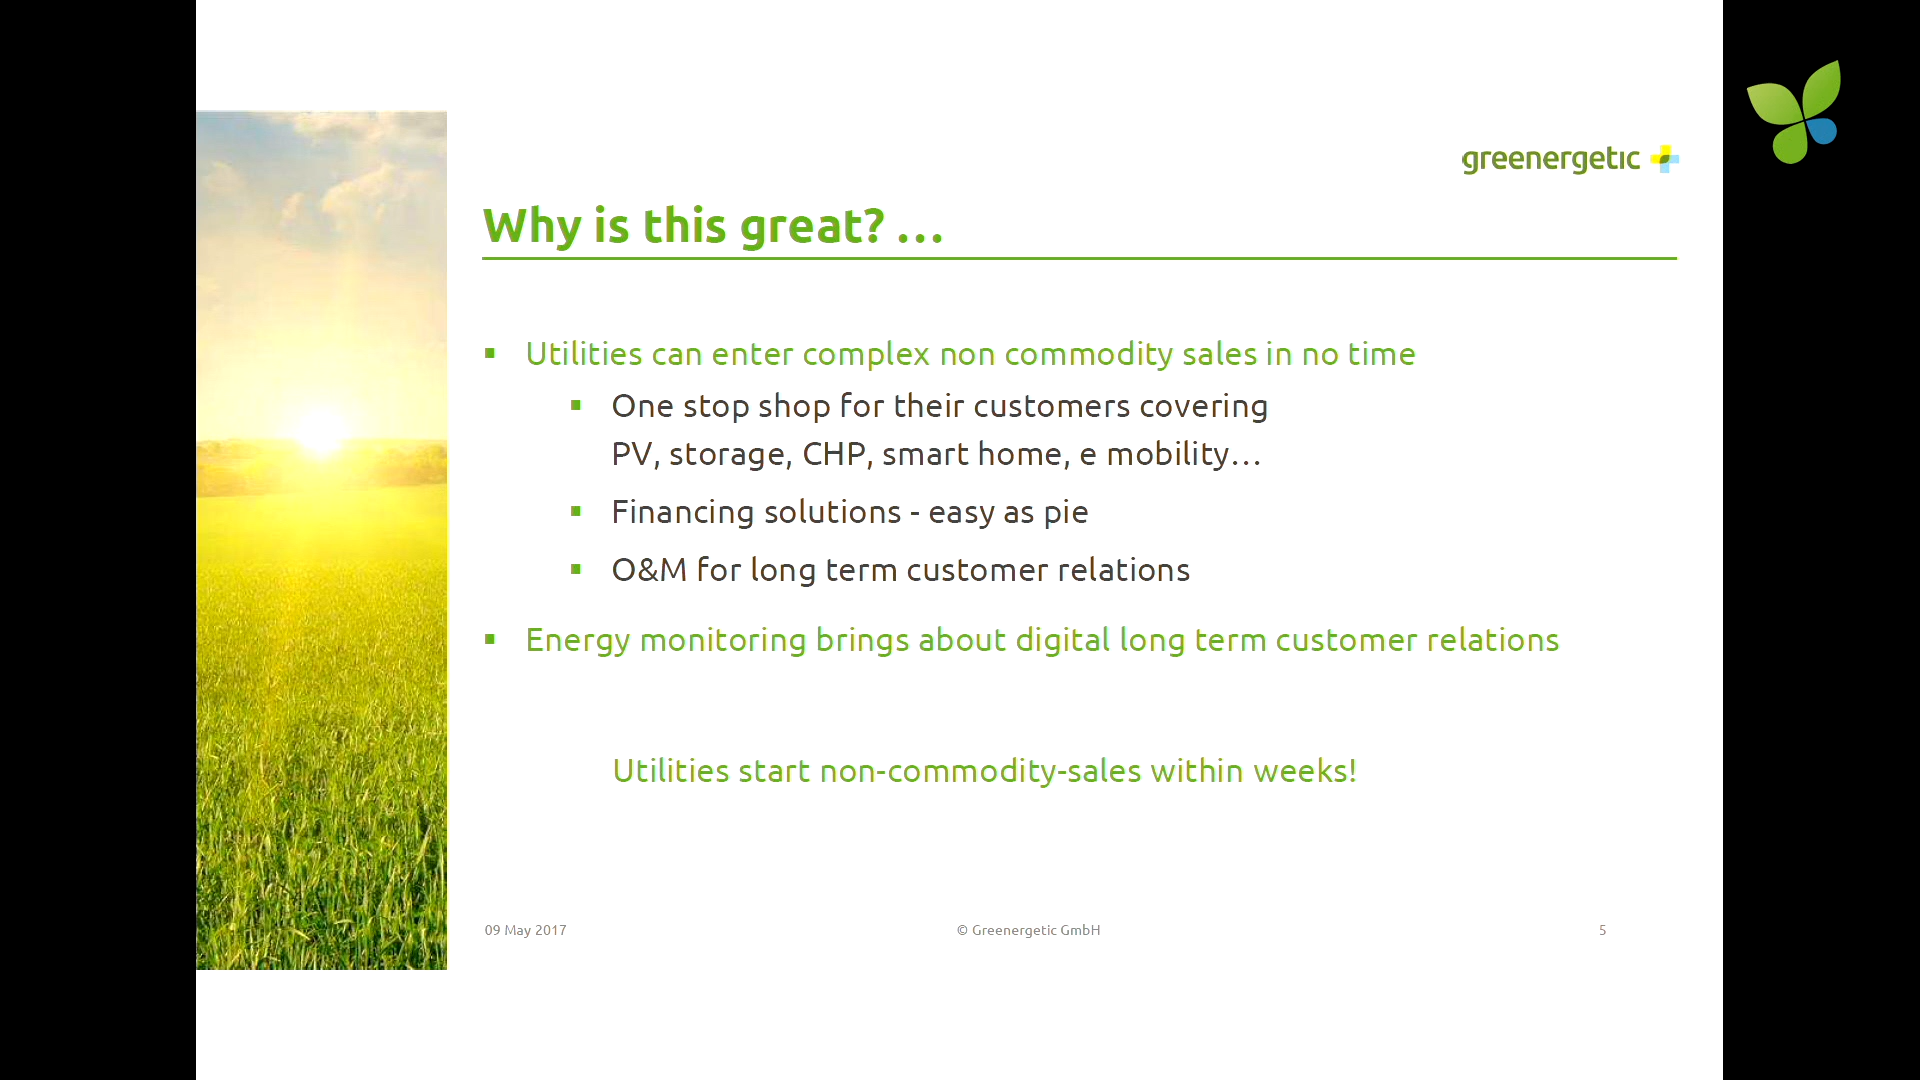 greenergetic
Why is this great? …
Utilities can enter complex non commodity sales in no time
One stop shop for their customers covering
PV, storage, CHP, smart home, e mobility…
Financing solutions - easy as pie
O&M for long term customer relations
Energy monitoring brings about digital long term customer relations
Utilities start non-commodity-sales within weeks!
09 May 2017
© Greenergetic GmbH
5